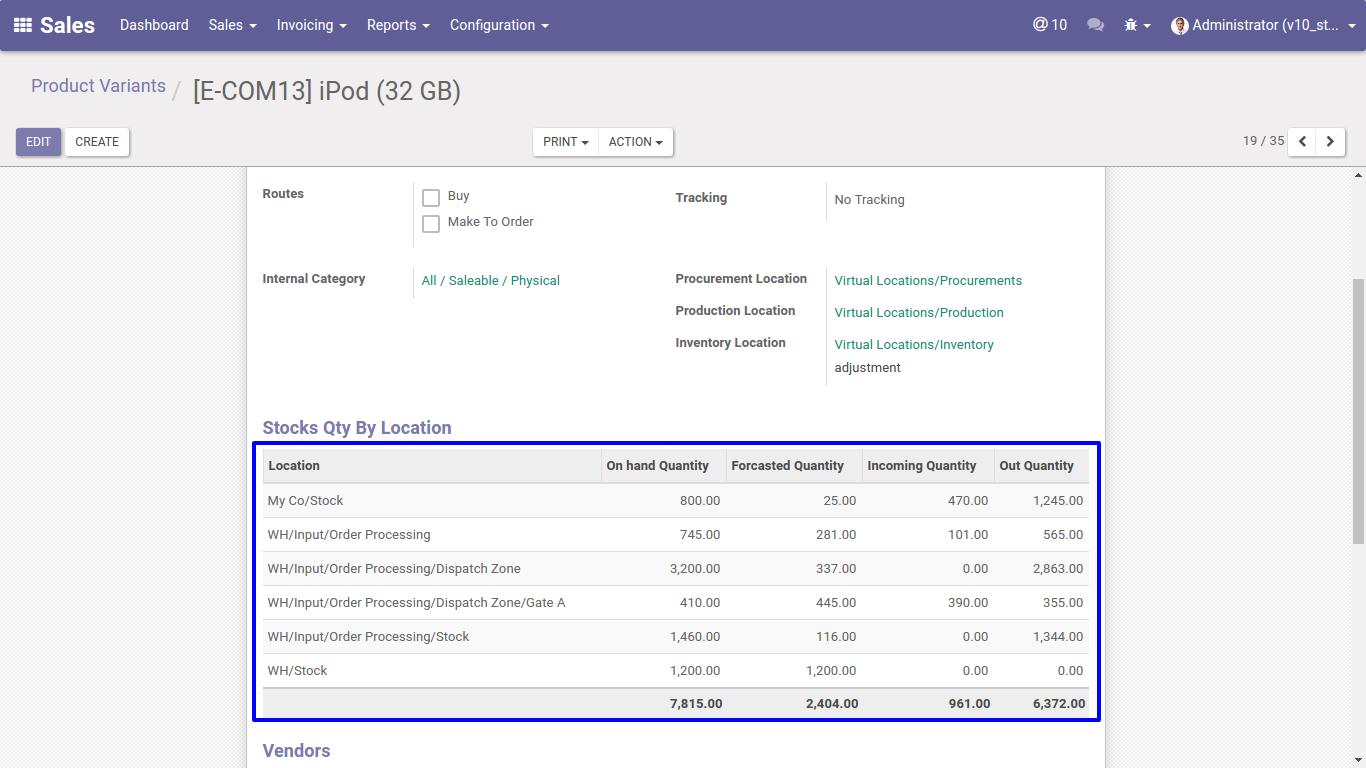 Sales Dashboard Sales Invoicing Reports Configuration @10 Administrator (v10_st...
Product Variants / [E-COM13] iPod (32 GB)
EDIT CREATE PRINT ACTION 19 / 35
Routes Buy Tracking No Tracking
Make To Order
Internal Category All / Saleable / Physical Procurement Location Virtual Locations/Procurements
Production Location Virtual Locations/Production
Inventory Location Virtual Locations/Inventory
adjustment
Stocks Qty By Location
Location On hand Quantity Forcasted Quantity Incoming Quantity Out Quantity
My Co/Stock 800.00 25.00 470.00 1,245.00
WH/Input/Order Processing 745.00 281.00 101.00 565.00
WH/Input/Order Processing/Dispatch Zone 3,200.00 337.00 0.00 2,863.00
WH/Input/Order Processing/Dispatch Zone/Gate A 410.00 445.00 390.00 355.00
WH/Input/Order Processing/Stock 1,460.00 116.00 0.00 1,344.00
WH/Stock 1,200.00 1,200.00 0.00 0.00
7,815.00 2,404.00 961.00 6,372.00
Vendors